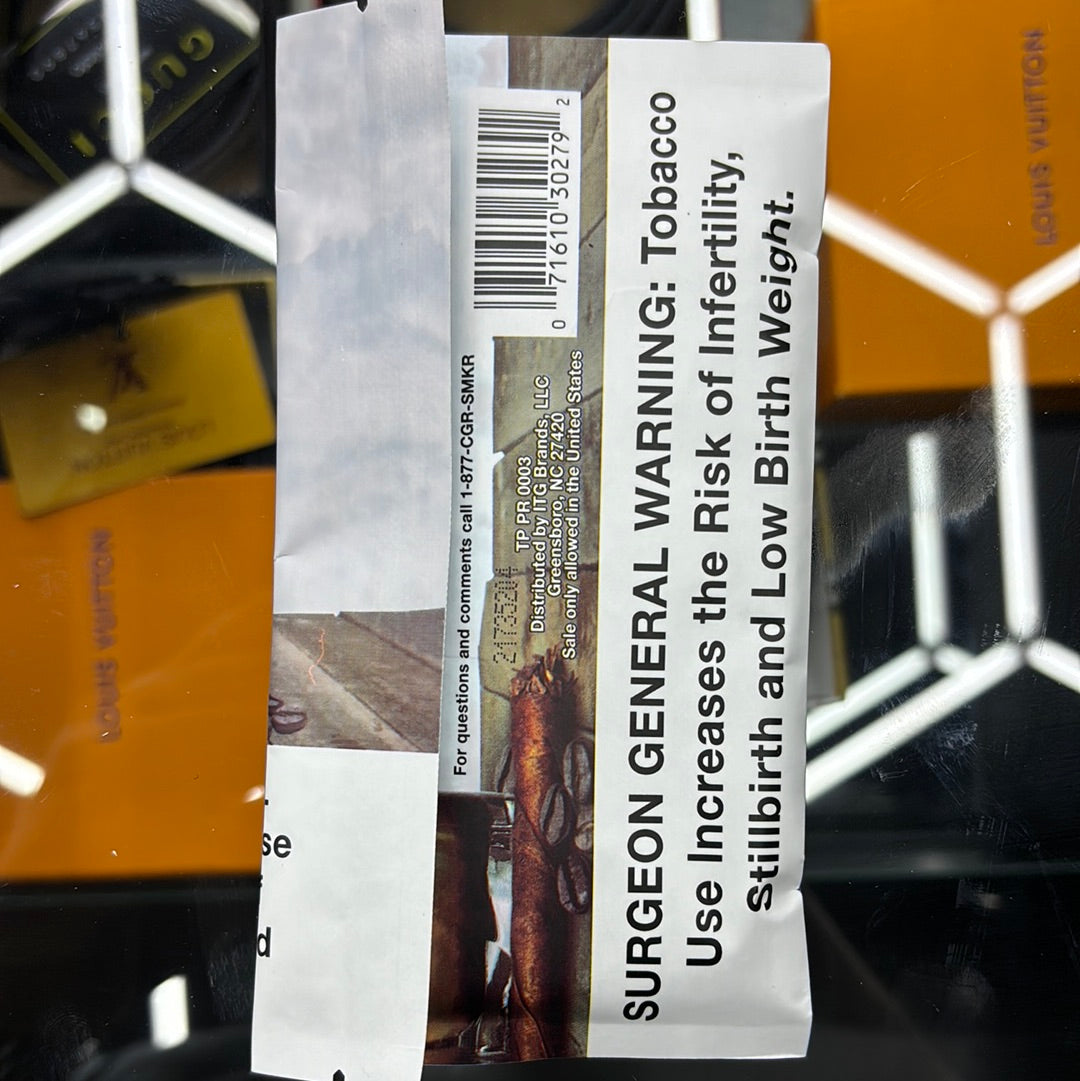 SURGEON GENERAL WARNING: Tobacco
Use Increases the Risk of Infertility,
Stillbirth and Low Birth Weight.
For questions and comments call 1-877-CGR-SMKR
21735204
TP PR 0003
Distributed by ITG Brands, LLC
Greensboro, NC 27420
Sale only allowed in the United States
0 71610 30279 2
se
d
LOUIS VUITTON
LOUIS VUITTON
LOUIS VUITTON
GUCCI